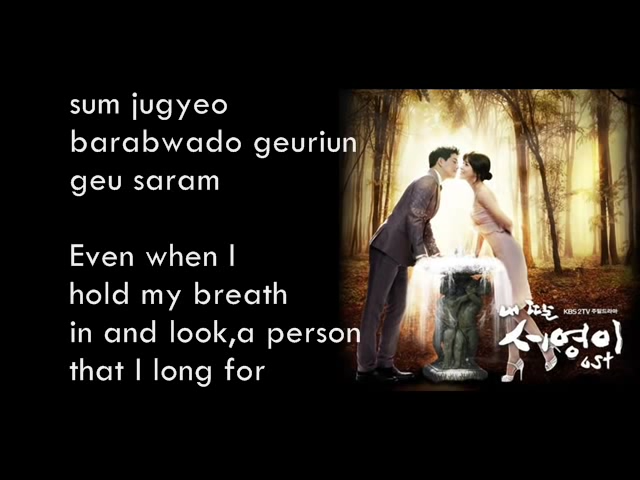 sum jugyeo
barabwado geuriun
geu saram
Even when I
hold my breath
in and look,a person
that I long for
내 딸 KBS 2TV 주말드라마
서영이
OST